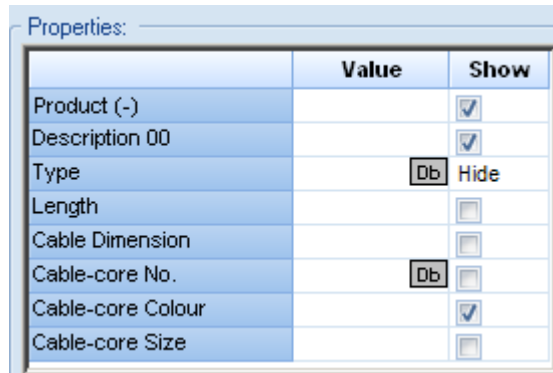 Properties:
Value Show
Product (-)
Description 00
Type Db Hide
Length
Cable Dimension
Cable-core No. Db
Cable-core Colour
Cable-core Size